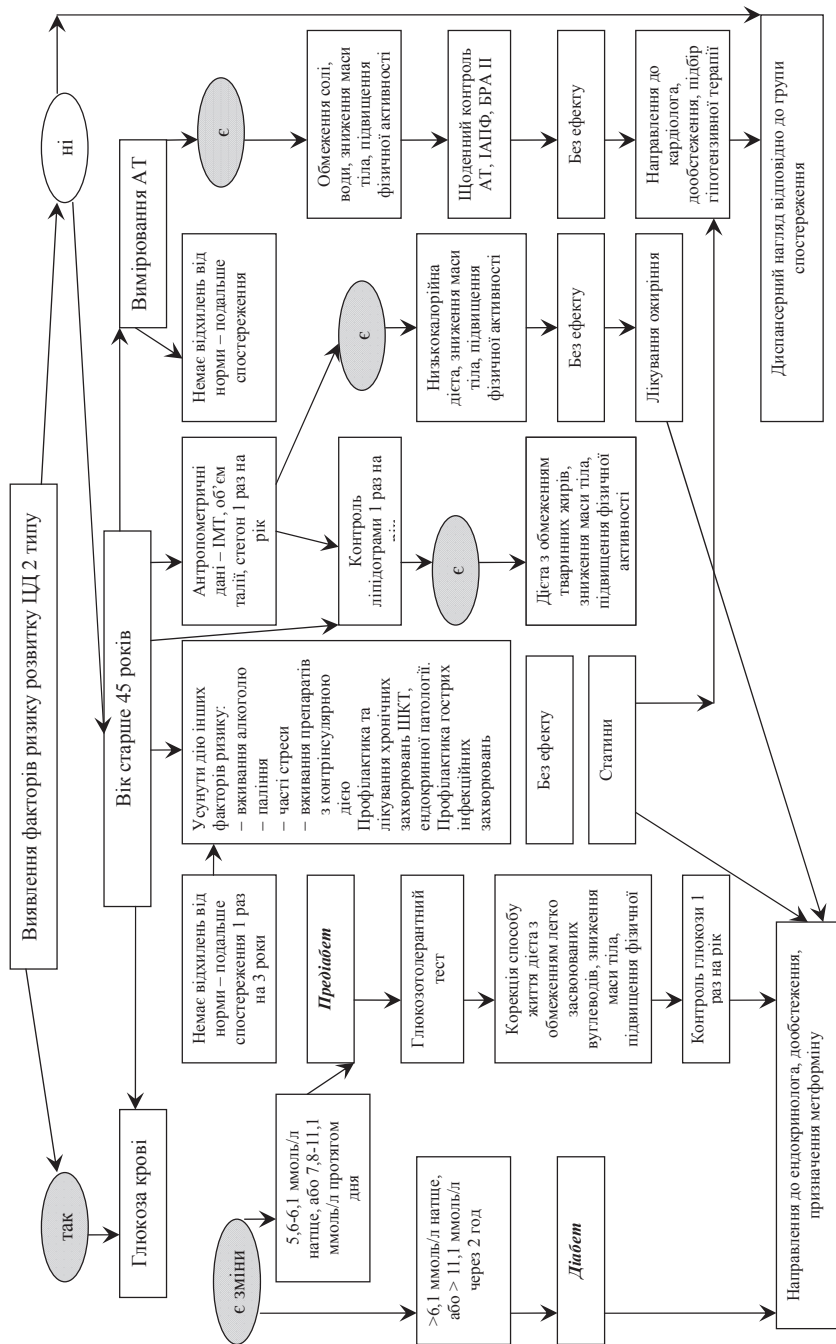 Виявлення факторів ризику розвитку ЦД 2 типу
так
ні
Вік старше 45 років
Глюкоза крові
Вимірювання АТ
є зміни
5,6-6,1 ммоль/л
натще, або 7,8-11,1
ммоль/л протягом
дня
>6,1 ммоль/л натще,
або > 11,1 ммоль/л
через 2 год
Діабет
Немає відхилень від
норми – подальше
спостереження 1 раз
на 3 роки
Предіабет
Глюкозотолерантний
тест
Корекція способу
життя дієта з
обмеженням легко
засвоюваних
вуглеводів, зниження
маси тіла,
підвищення фізичної
Контроль глюкози 1
раз на рік
Усунути дію інших
факторів ризику:
– вживання алкоголю
– паління
– часті стреси
– вживання препаратів
з контрінсулярною
дією
Профілактика та
лікування хронічних
захворювань ШКТ,
ендокринної патології.
Профілактика гострих
інфекційних
захворювань
Без ефекту
Статини
Антропометричні
дані – ІМТ, об’єм
талії, стегон 1 раз на
рік
Контроль
ліпідограми 1 раз на
є
Дієта з обмеженням
тваринних жирів,
зниження маси тіла,
підвищення фізичної
активності
Немає відхилень від
норми – подальше
спостереження
є
Низькокалорійна
дієта, зниження маси
тіла, підвищення
фізичної активності
Без ефекту
Лікування ожиріння
є
Обмеження солі,
води, зниження маси
тіла, підвищення
фізичної активності
Щоденний контроль
АТ, ІАПФ, БРА ІІ
Без ефекту
Направлення до
кардіолога,
дообстеження, підбір
гіпотензивної терапії
Направлення до ендокринолога, дообстеження,
призначення метформіну
Диспансерний нагляд відповідно до групи
спостереження